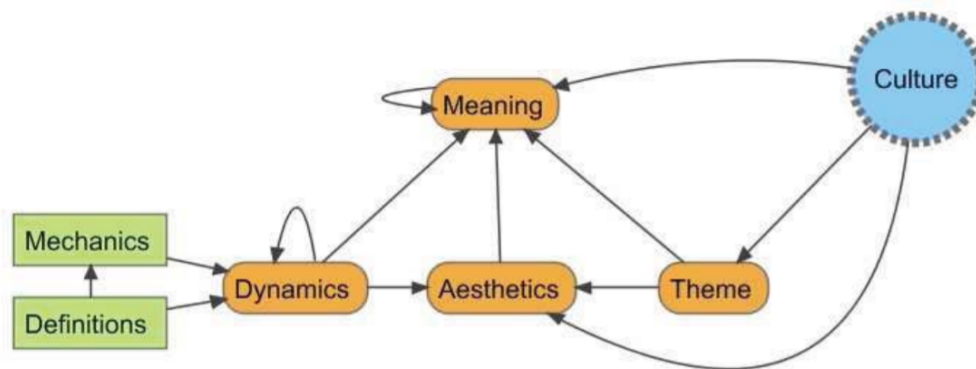 Culture
Meaning
Mechanics
Dynamics
Aesthetics
Theme
Definitions